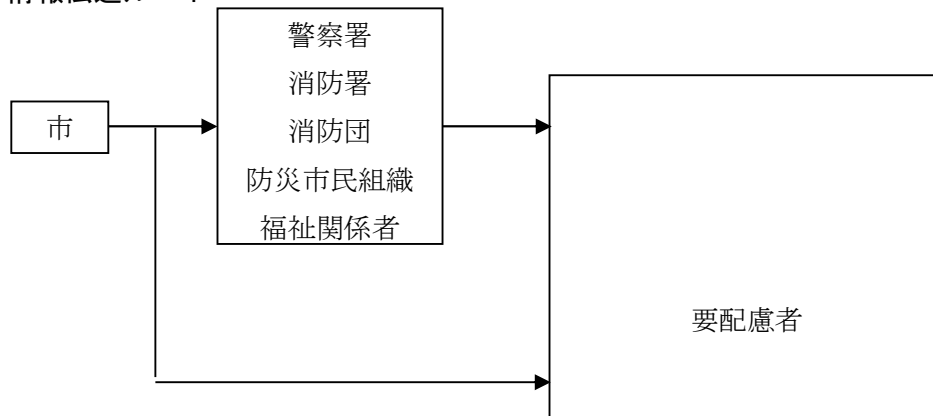 市
警察署
消防署
消防団
防災市民組織
福祉関係者
要配慮者